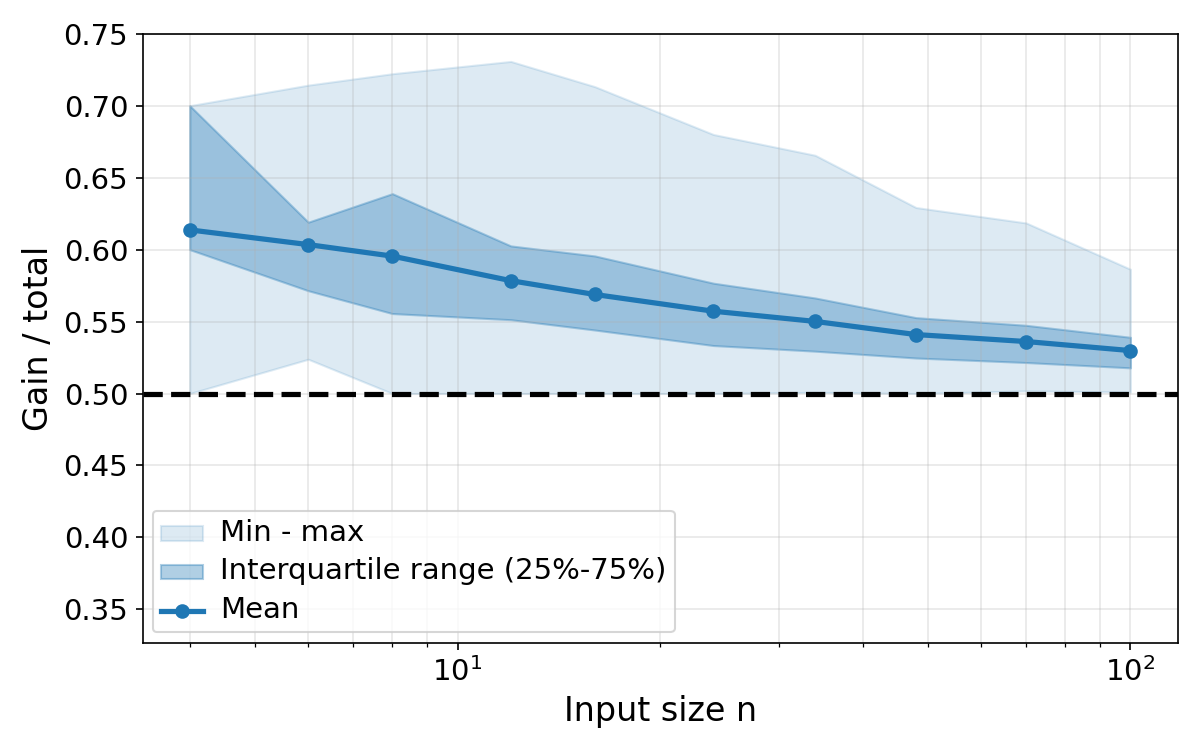 0.75
0.70
0.65
0.60
0.55
0.50
0.45
0.40
0.35
Gain / total
Min - max
Interquartile range (25%-75%)
Mean
10¹
10²
Input size n